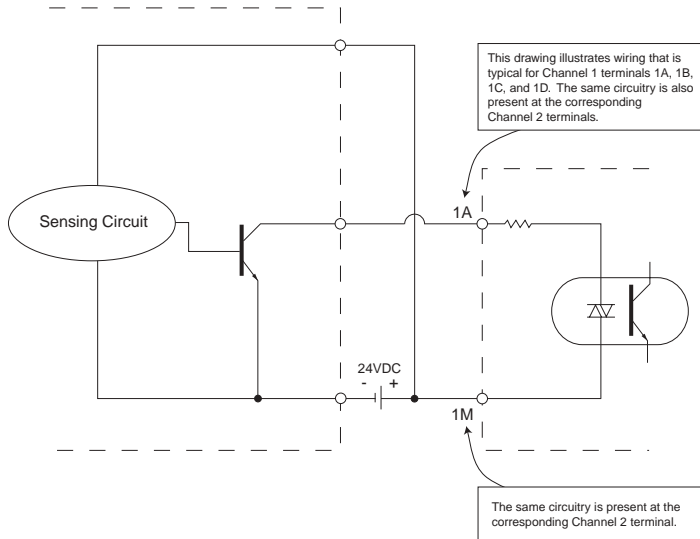 This drawing illustrates wiring that is
typical for Channel 1 terminals 1A, 1B,
1C, and 1D. The same circuitry is also
present at the corresponding
Channel 2 terminals.
Sensing Circuit
1A
24VDC
- +
1M
The same circuitry is present at the
corresponding Channel 2 terminal.